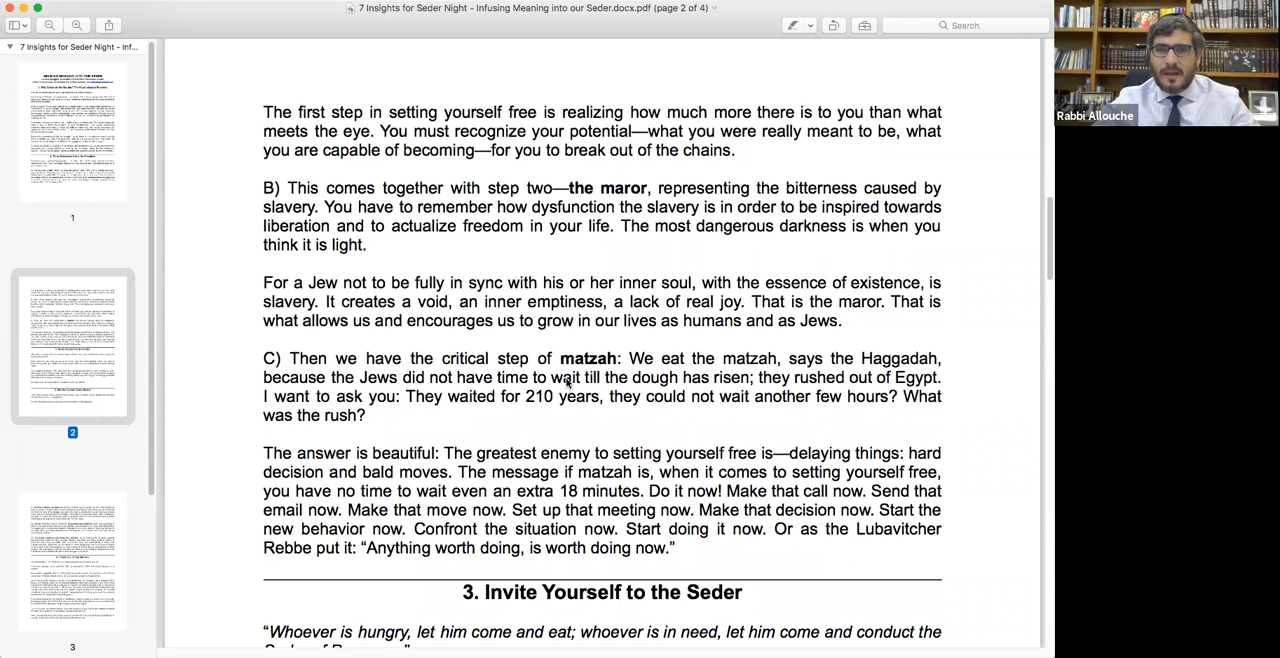 7 Insights for Seder Night - Infusing Meaning into our Seder.docx.pdf (page 2 of 4)
Search
7 Insights for Seder Night - Inf...
1
2
3
The first step in setting yourself free is realizing how much more there is to you than what
meets the eye. You must recognize your potential—what you were really meant to be, what
you are capable of becoming—for you to break out of the chains.
B) This comes together with step two—the maror, representing the bitterness caused by
slavery. You have to remember how dysfunction the slavery is in order to be inspired towards
liberation and to actualize freedom in your life. The most dangerous darkness is when you
think it is light.
For a Jew not to be fully in sync with his or her inner soul, with the essence of existence, is
slavery. It creates a void, an inner emptiness, a lack of real joy. That is the maror. That is
what allows us and encourages us to grow in our lives as humans and as Jews.
C) Then we have the critical step of matzah: We eat the matzah, says the Haggadah,
because the Jews did not have time to wait till the dough has risen; they rushed out of Egypt.
I want to ask you: They waited for 210 years, they could not wait another few hours? What
was the rush?
The answer is beautiful: The greatest enemy to setting yourself free is—delaying things: hard
decision and bald moves. The message if matzah is, when it comes to setting yourself free,
you have no time to wait even an extra 18 minutes. Do it now! Make that call now. Send that
email now. Make that move now. Set up that meeting now. Make that decision now. Start the
new behavior now. Confront the situation now. Start doing it now. Or as the Lubavitcher
Rebbe put it: “Anything worth doing, is worth doing now.”
3. Invite Yourself to the Seder
“Whoever is hungry, let him come and eat; whoever is in need, let him come and conduct the
Rabbi Allouche